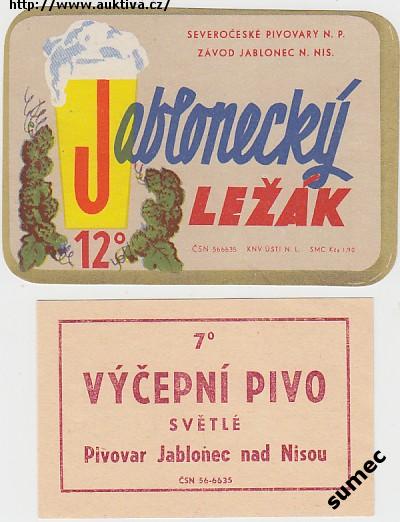 http://www.auktiva.cz/
SEVEROČESKÉ PIVOVARY N. P.
ZÁVOD JABLONEC N. NIS.
Jablonecký
LEŽÁK
12°
ČSN 566635 KNV ÚSTÍ N. L. SMC Kčs 1,90
7°
VÝČEPNÍ PIVO
SVĚTLÉ
Pivovar Jablonec nad Nisou
ČSN 56-6635
sumec